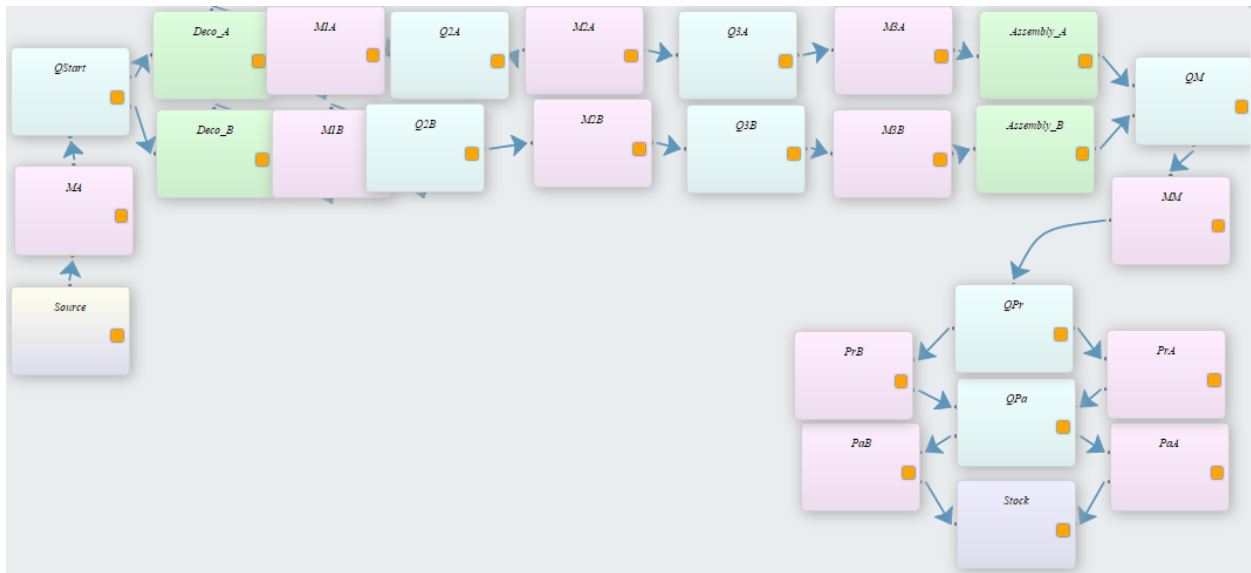 QStart
Deco_A
M1A
Q2A
M2A
Q3A
M3A
Assembly_A
QM
Deco_B
M1B
Q2B
M2B
Q3B
M3B
Assembly_B
MA
MM
Source
QPr
PrB
PrA
QPa
PaB
PaA
Stock